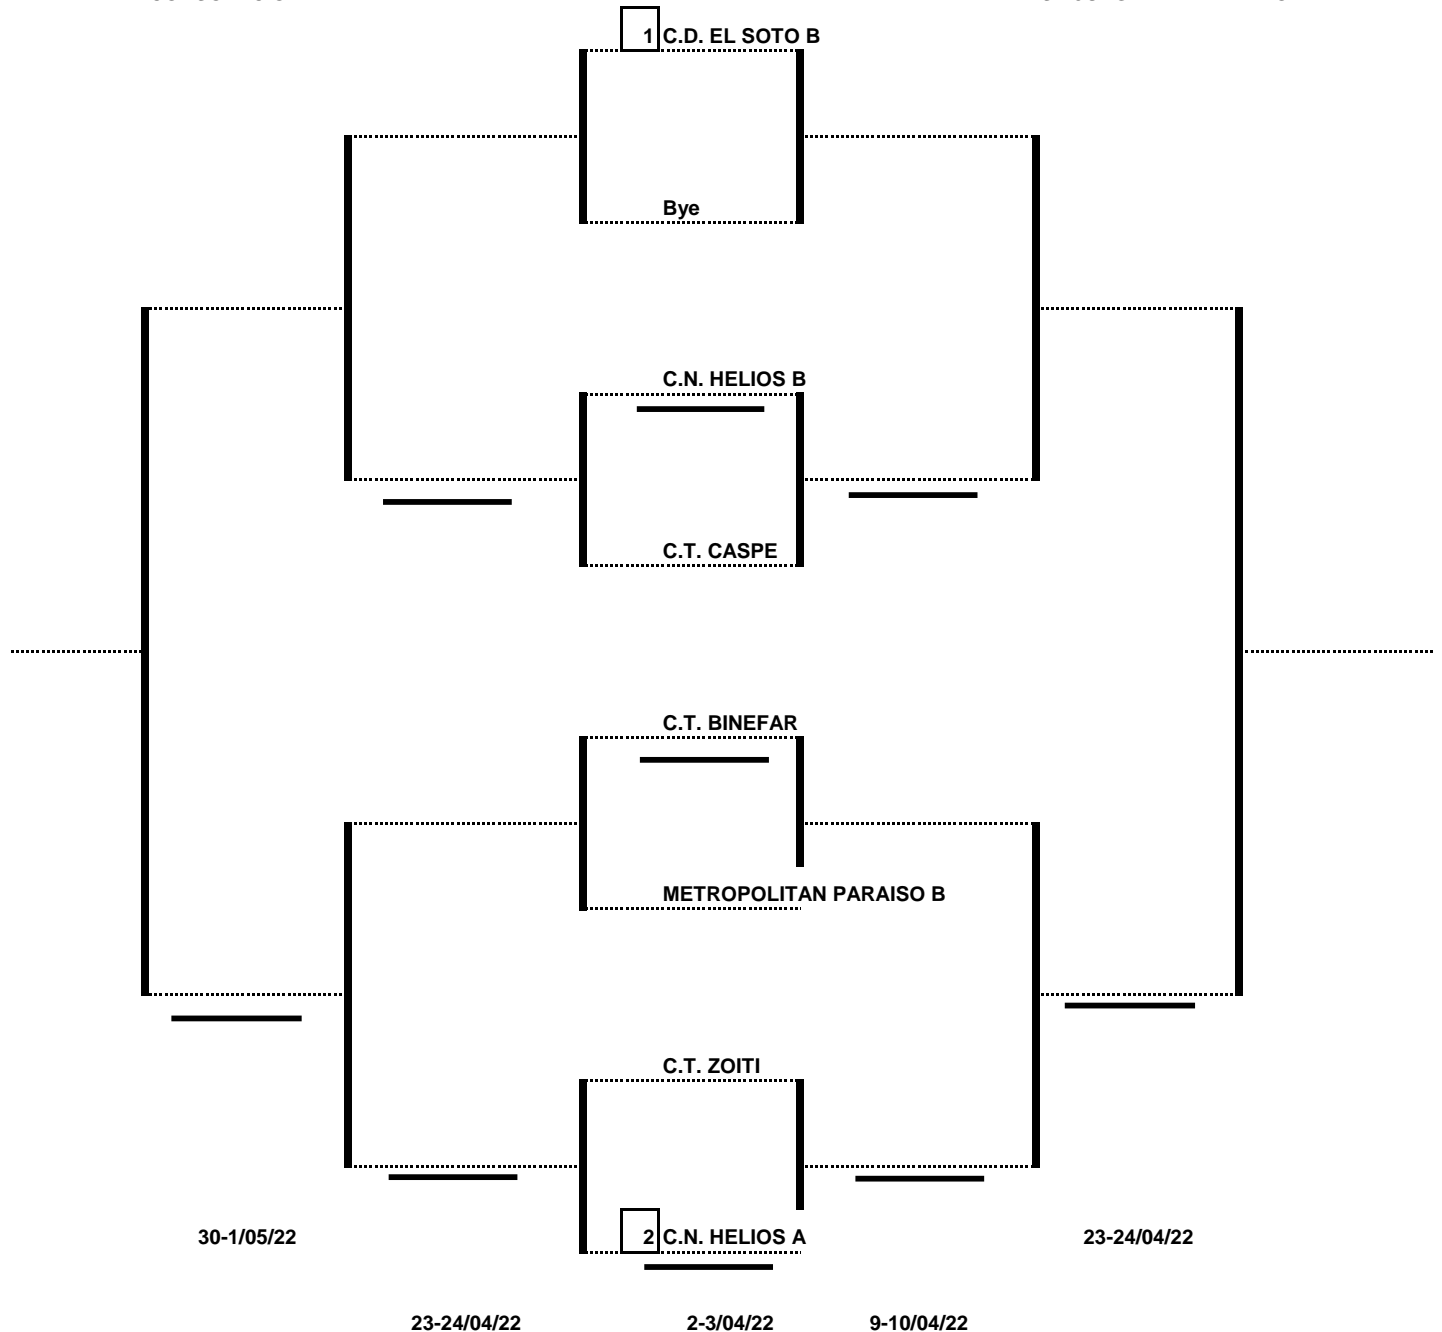 1 C.D. EL SOTO B
Bye
C.N. HELIOS B
C.T. CASPE
C.T. BINEFAR
METROPOLITAN PARAISO B
C.T. ZOITI
30-1/05/22
2 C.N. HELIOS A
23-24/04/22
23-24/04/22
2-3/04/22
9-10/04/22